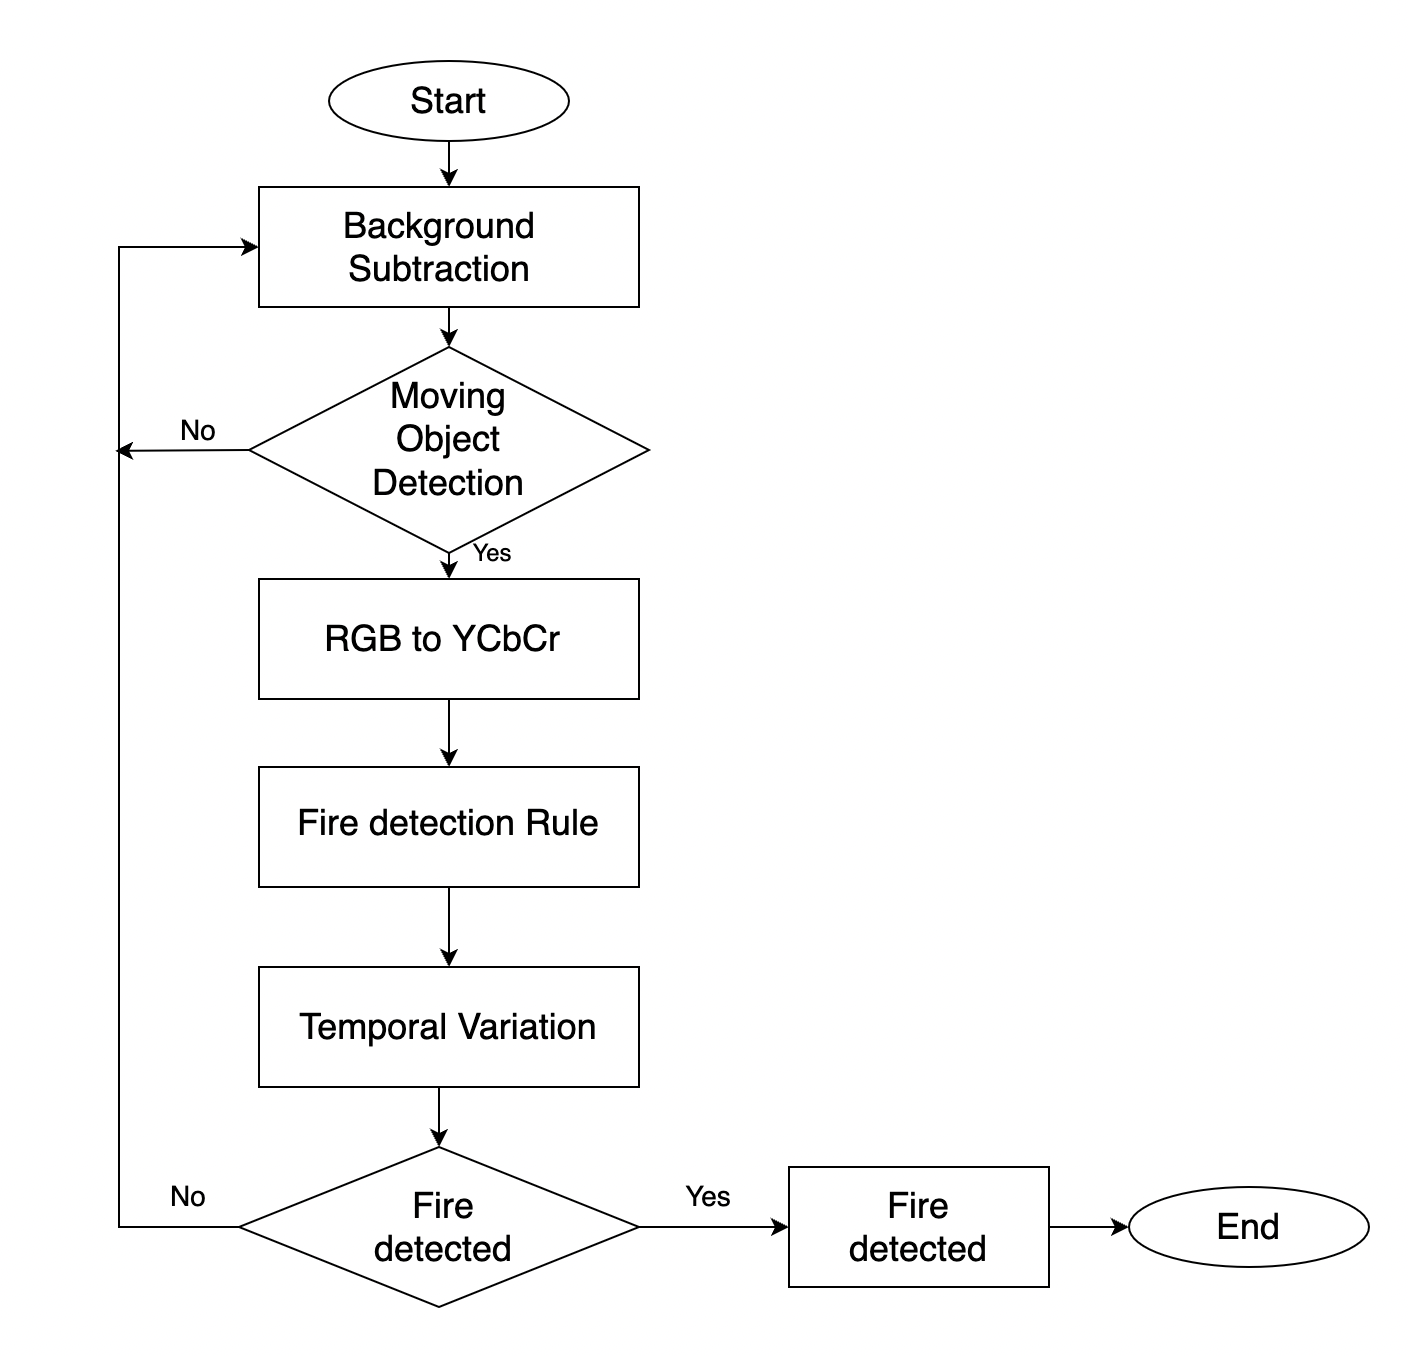 Start
Background
Subtraction
Moving
Object
Detection
No
Yes
RGB to YCbCr
Fire detection Rule
Temporal Variation
No
Fire
detected
Yes
Fire
detected
End